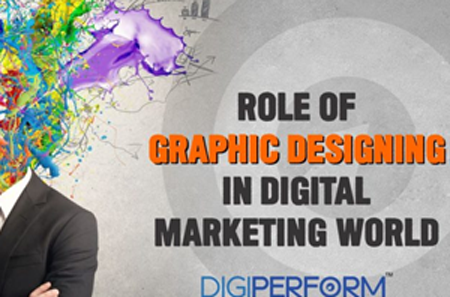 ROLE OF
GRAPHIC DESIGNING
IN DIGITAL
MARKETING WORLD
DIGIPERFORM™